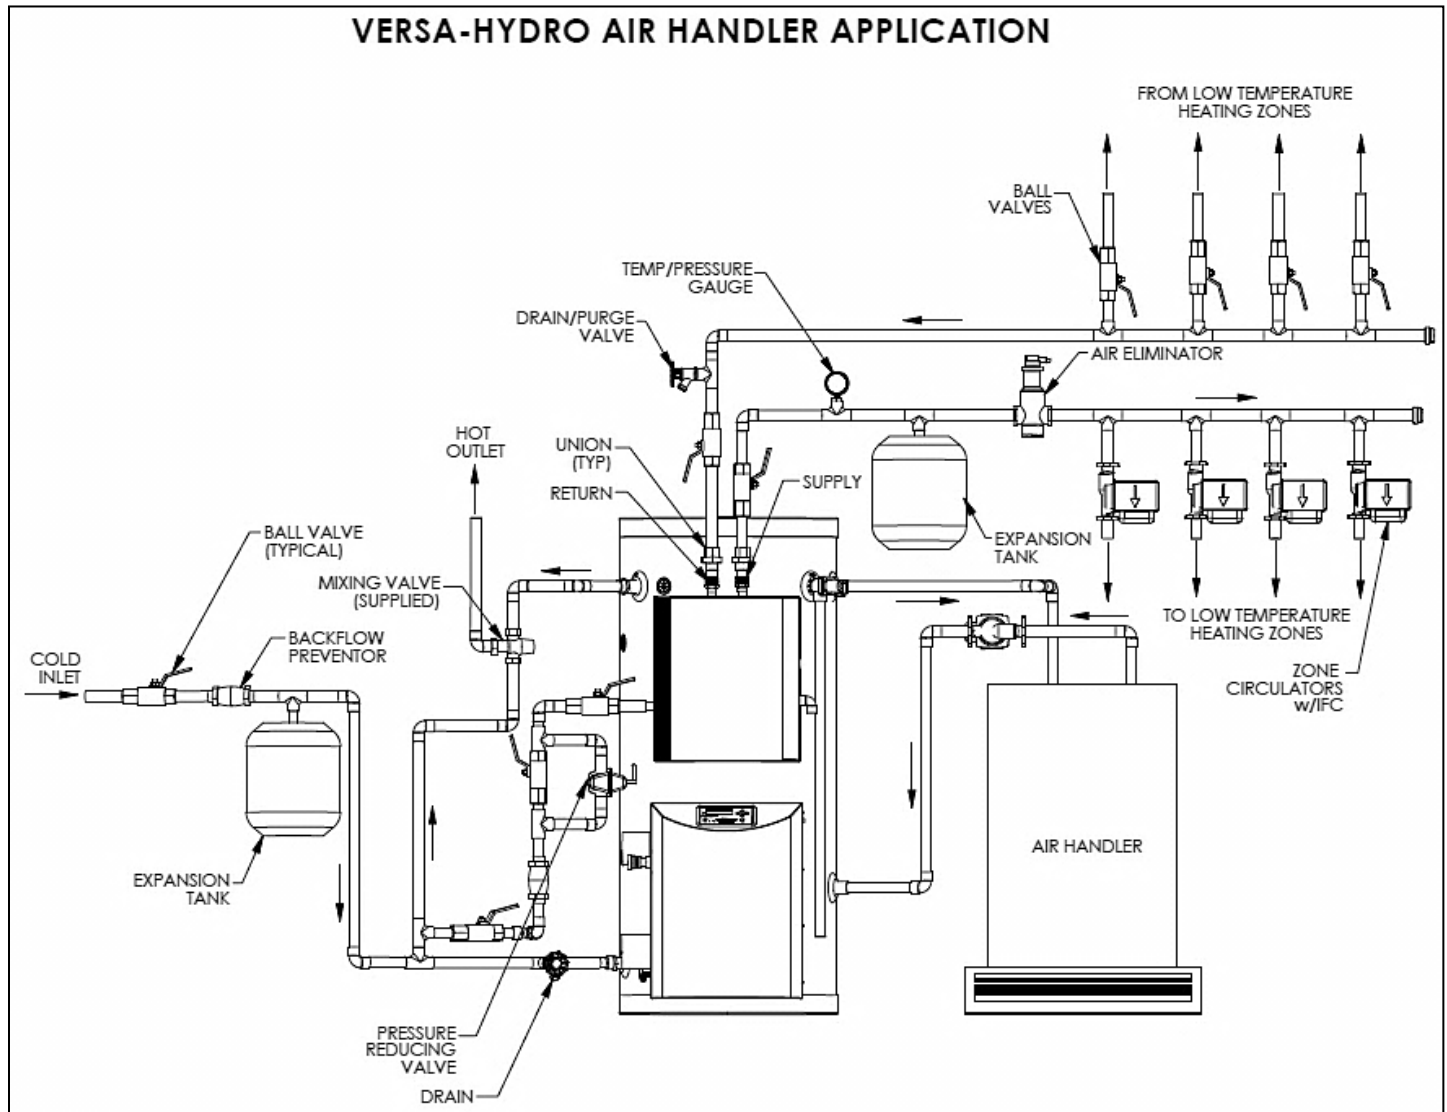 VERSA-HYDRO AIR HANDLER APPLICATION
FROM LOW TEMPERATURE
HEATING ZONES
BALL
VALVES
TEMP/PRESSURE
GAUGE
DRAIN/PURGE
VALVE
AIR ELIMINATOR
HOT
OUTLET
UNION
(TYP)
RETURN
SUPPLY
BALL VALVE
(TYPICAL)
EXPANSION
TANK
MIXING VALVE
(SUPPLIED)
TO LOW TEMPERATURE
HEATING ZONES
BACKFLOW
PREVENTOR
COLD
INLET
ZONE
CIRCULATORS
w/IFC
AIR HANDLER
EXPANSION
TANK
PRESSURE
REDUCING
VALVE
DRAIN